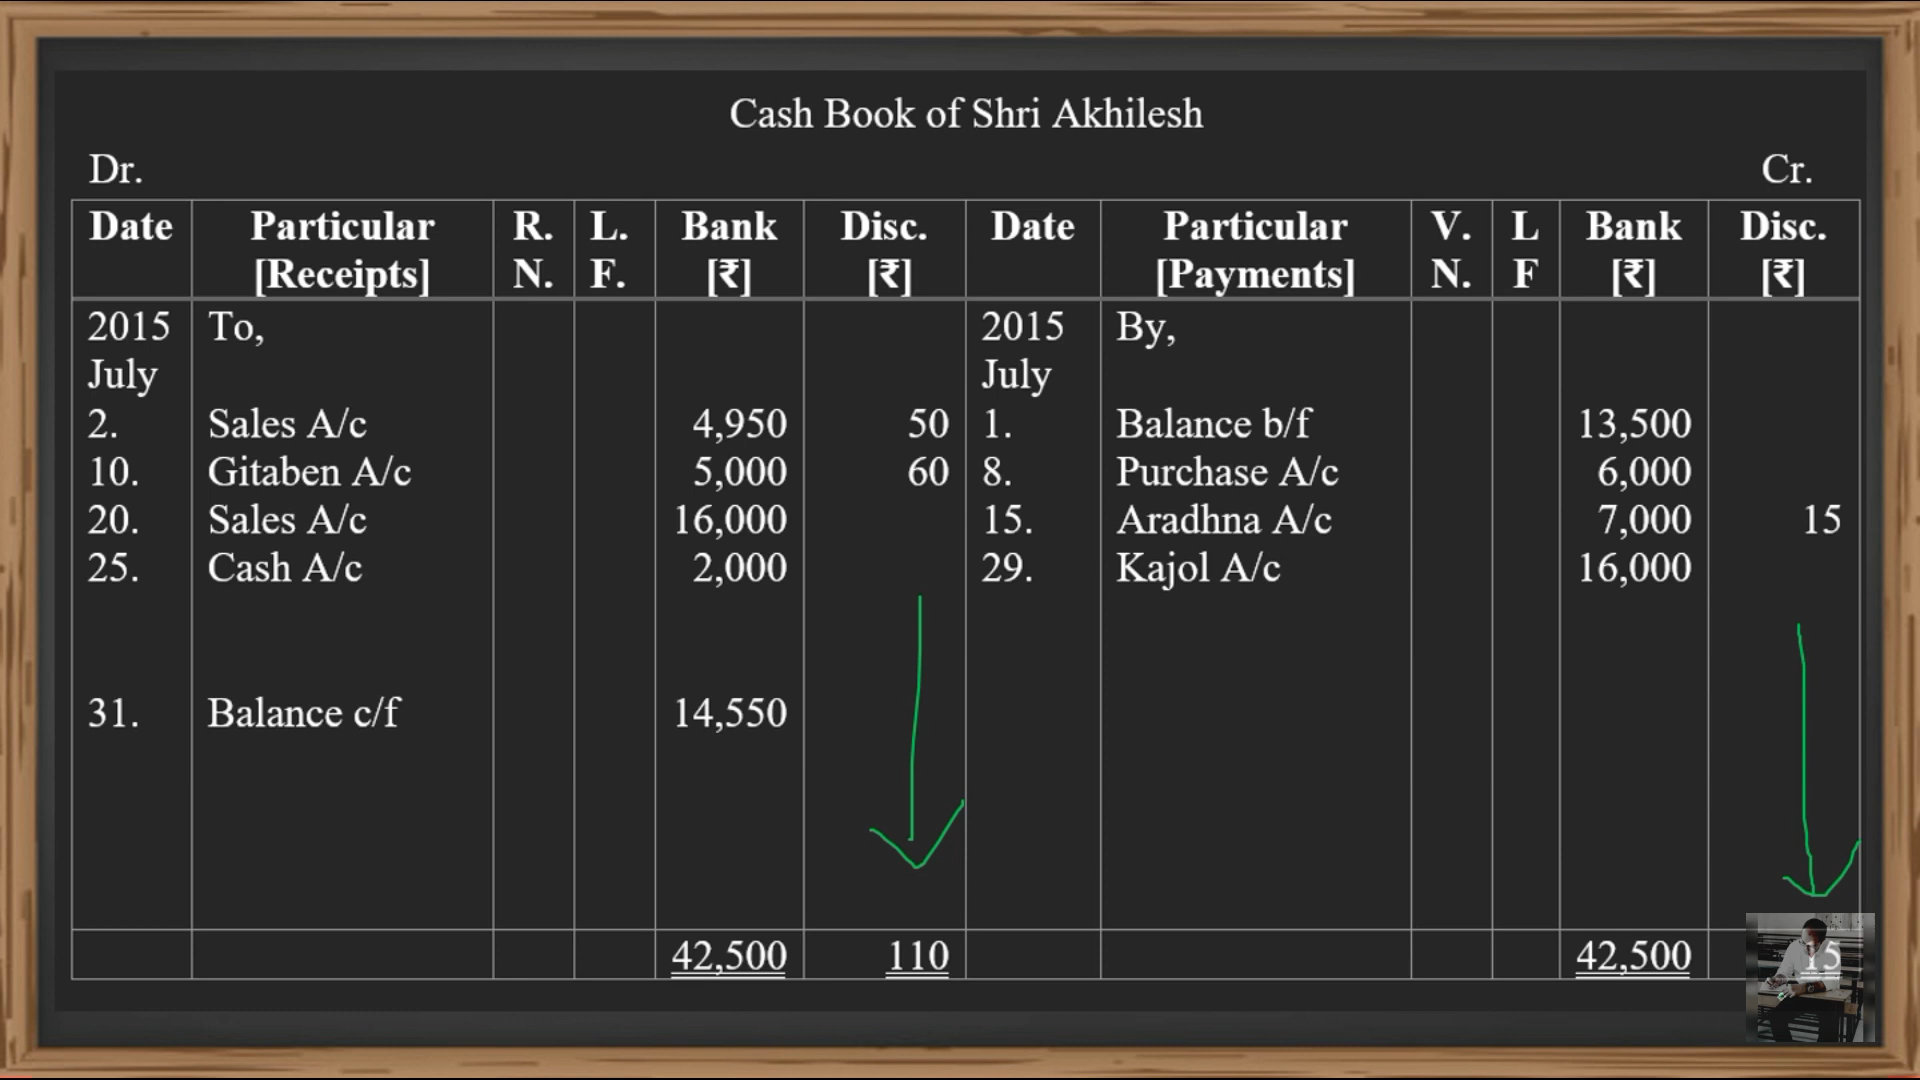 Cash Book of Shri Akhilesh
Dr. Cr.
Date Particular R. L. Bank Disc. Date Particular V. L Bank Disc.
[Receipts] N. F. [₹] [₹] [Payments] N. F [₹] [₹]
2015 To, 2015 By,
July July
2. Sales A/c 4,950 50 1. Balance b/f 13,500
10. Gitaben A/c 5,000 60 8. Purchase A/c 6,000
20. Sales A/c 16,000 15. Aradhna A/c 7,000 15
25. Cash A/c 2,000 29. Kajol A/c 16,000
31. Balance c/f 14,550
42,500 110 42,500 15